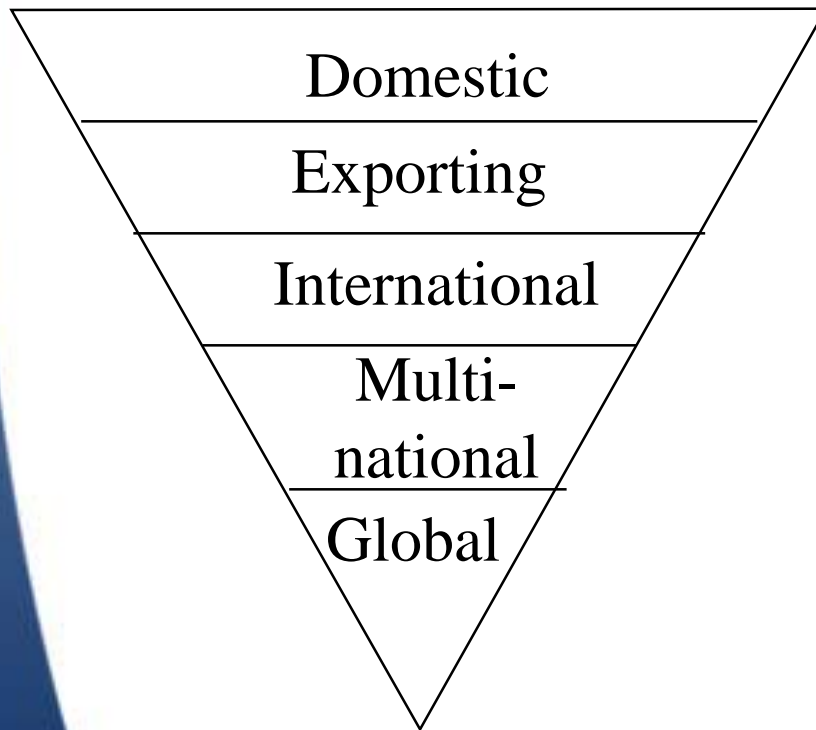 Domestic
Exporting
International
Multi-
national
Global